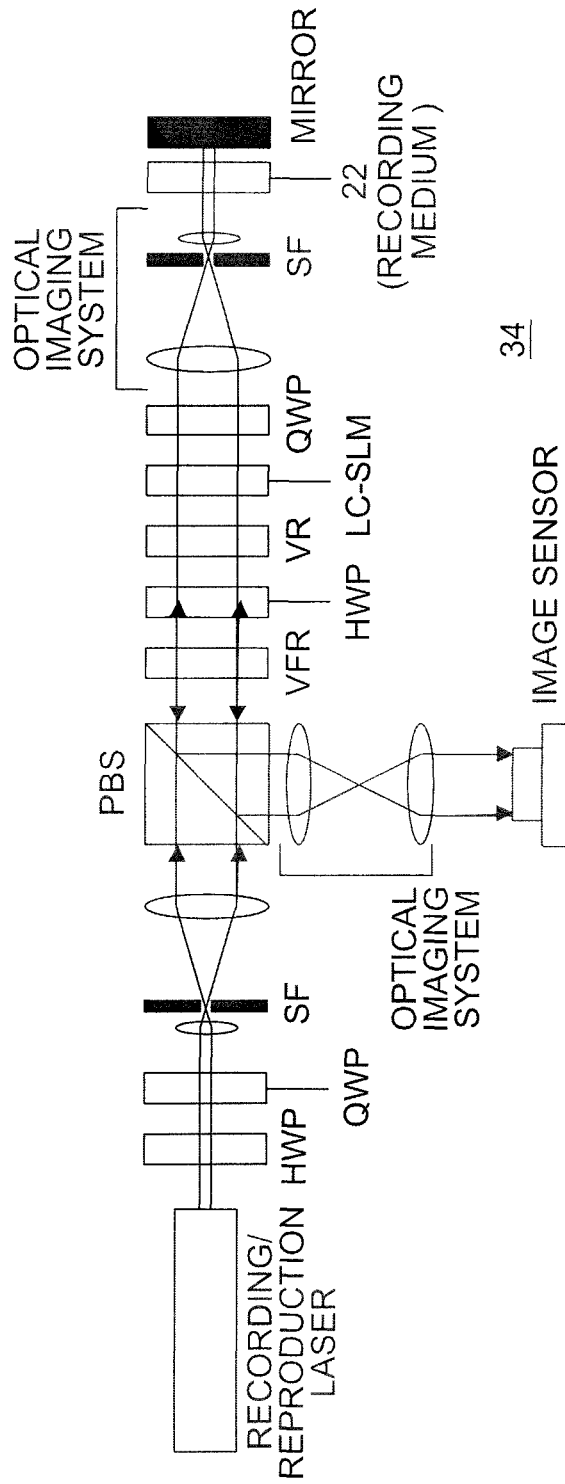 RECORDING/
REPRODUCTION
LASER
HWP
QWP
SF
OPTICAL
IMAGING
SYSTEM
PBS
VFR
HWP
VR
LC-SLM
QWP
OPTICAL
IMAGING
SYSTEM
SF
22
(RECORDING
MEDIUM )
MIRROR
IMAGE SENSOR
34